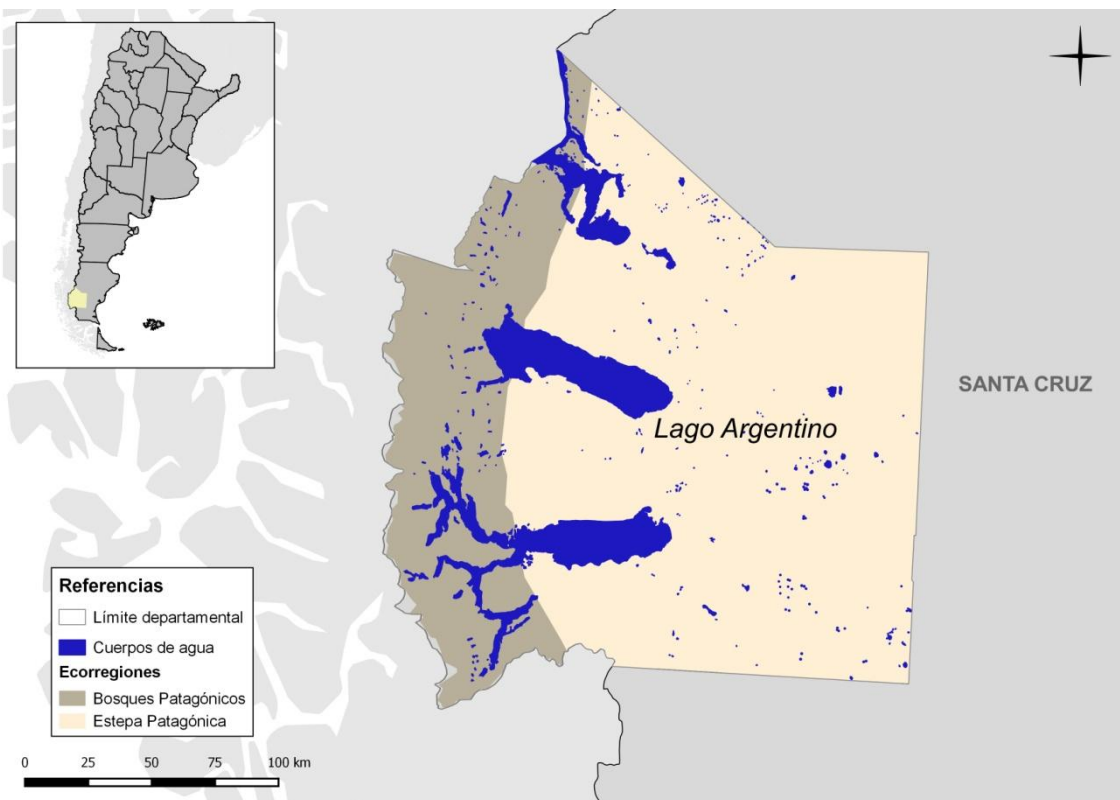 SANTA CRUZ
Lago Argentino
Referencias
Límite departamental
Cuerpos de agua
Ecorregiones
Bosques Patagónicos
Estepa Patagónica
0 25 50 75 100 km